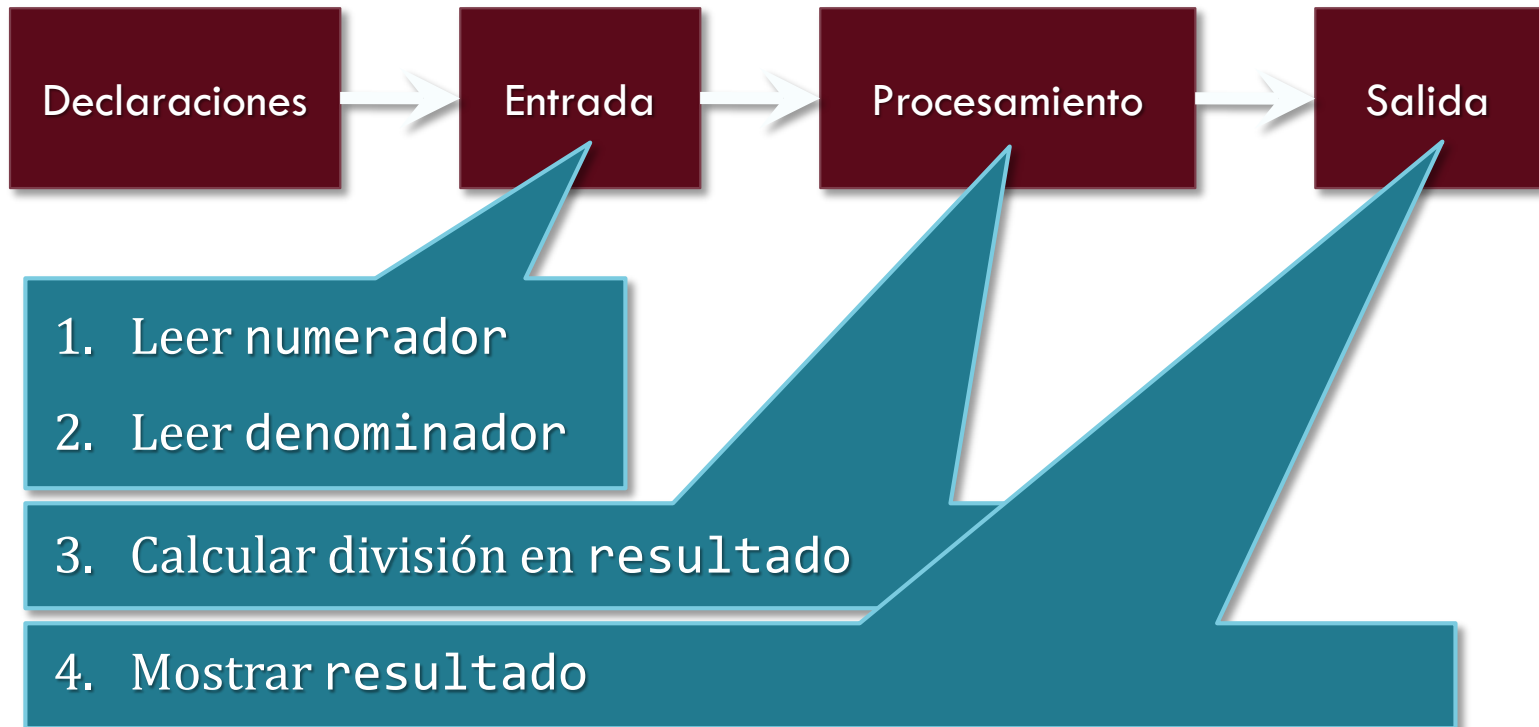 Declaraciones
Entrada
Procesamiento
Salida
1. Leer numerador
2. Leer denominador
3. Calcular división en resultado
4. Mostrar resultado